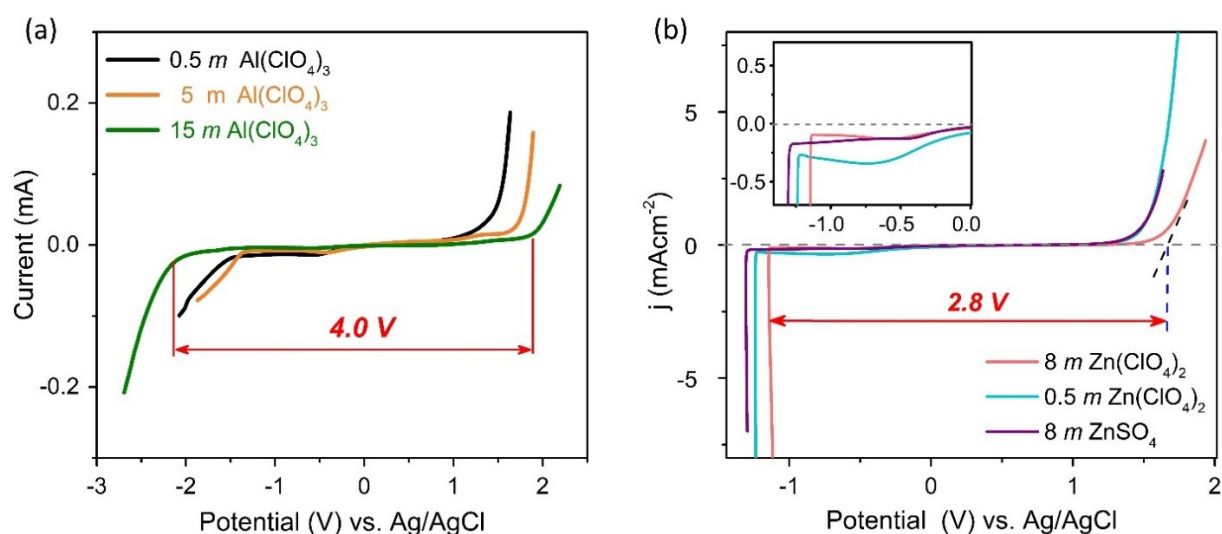 (a)
0.5 m Al(ClO₄)₃
5 m Al(ClO₄)₃
15 m Al(ClO₄)₃
0.2
0.0
-0.2
Current (mA)
4.0 V
-3 -2 -1 0 1 2
Potential (V) vs. Ag/AgCl
(b)
0.5
0.0
-0.5
-1.0 -0.5 0.0
5
0
-5
j (mAcm⁻²)
2.8 V
8 m Zn(ClO₄)₂
0.5 m Zn(ClO₄)₂
8 m ZnSO₄
-1 0 1 2
Potential (V) vs. Ag/AgCl